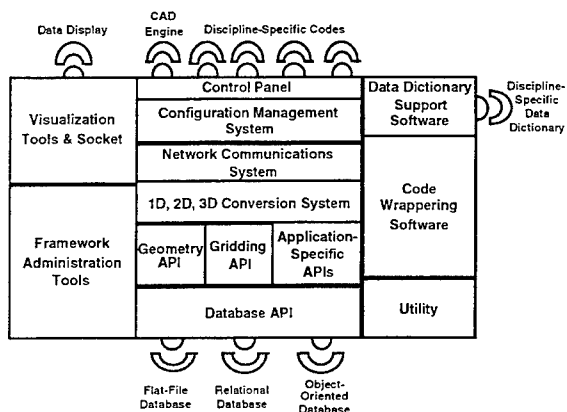 Data Display
CAD
Engine
Discipline-Specific Codes
Control Panel
Configuration Management
System
Network Communications
System
1D, 2D, 3D Conversion System
Geometry
API
Gridding
API
Application-
Specific
APIs
Database API
Visualization
Tools & Socket
Framework
Administration
Tools
Data Dictionary
Support
Software
Code
Wrappering
Software
Utility
Discipline-
Specific
Data
Dictionary
Flat-File
Database
Relational
Database
Object-
Oriented
Database